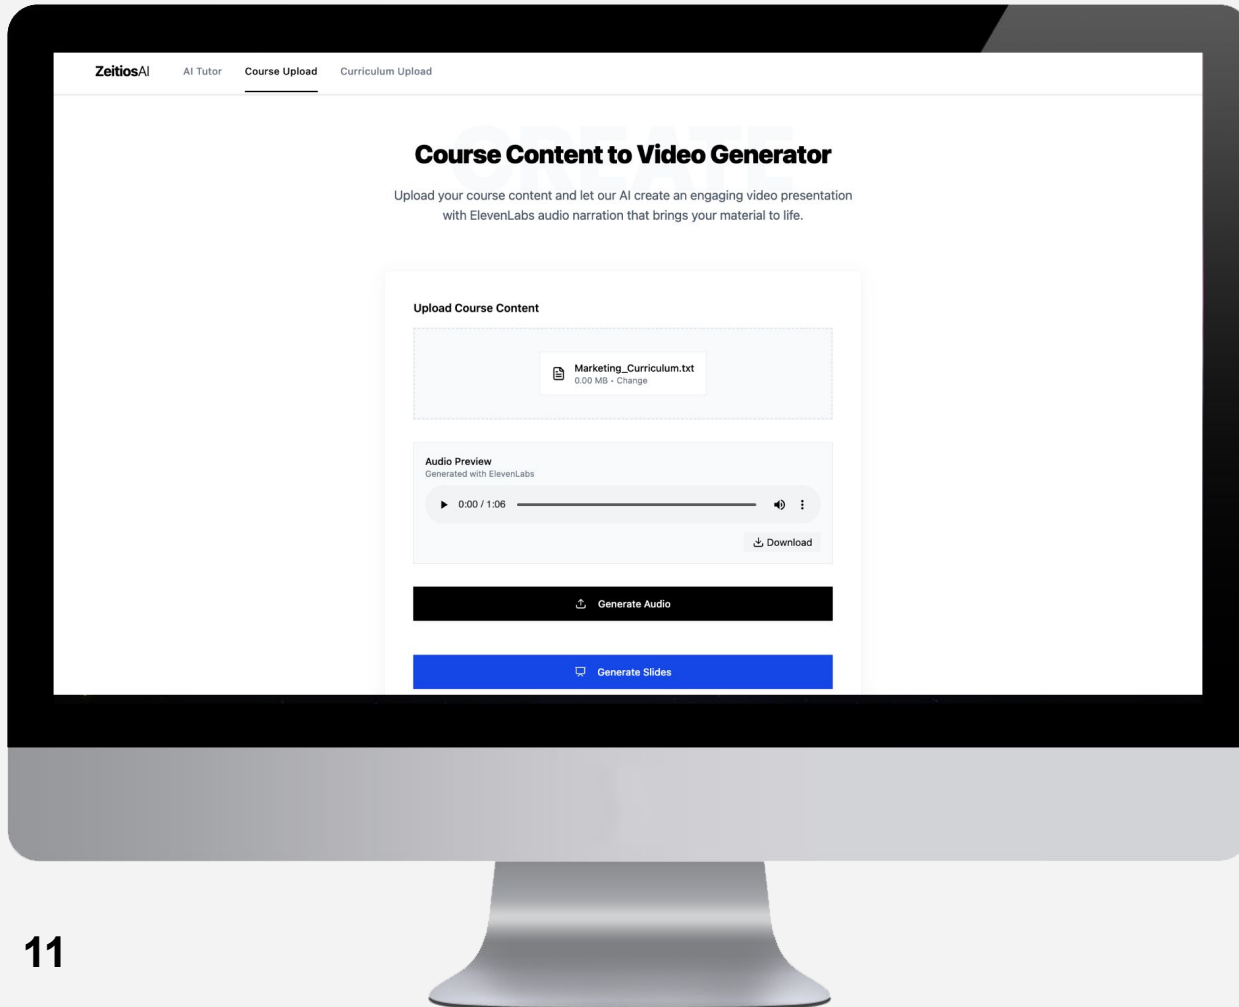 ZeitiosAI AI Tutor Course Upload Curriculum Upload
CREATE
Course Content to Video Generator
Upload your course content and let our AI create an engaging video presentation
with ElevenLabs audio narration that brings your material to life.
Upload Course Content
Marketing_Curriculum.txt
0.00 MB • Change
Audio Preview
Generated with ElevenLabs
0:00 / 1:06
Download
Generate Audio
Generate Slides
11